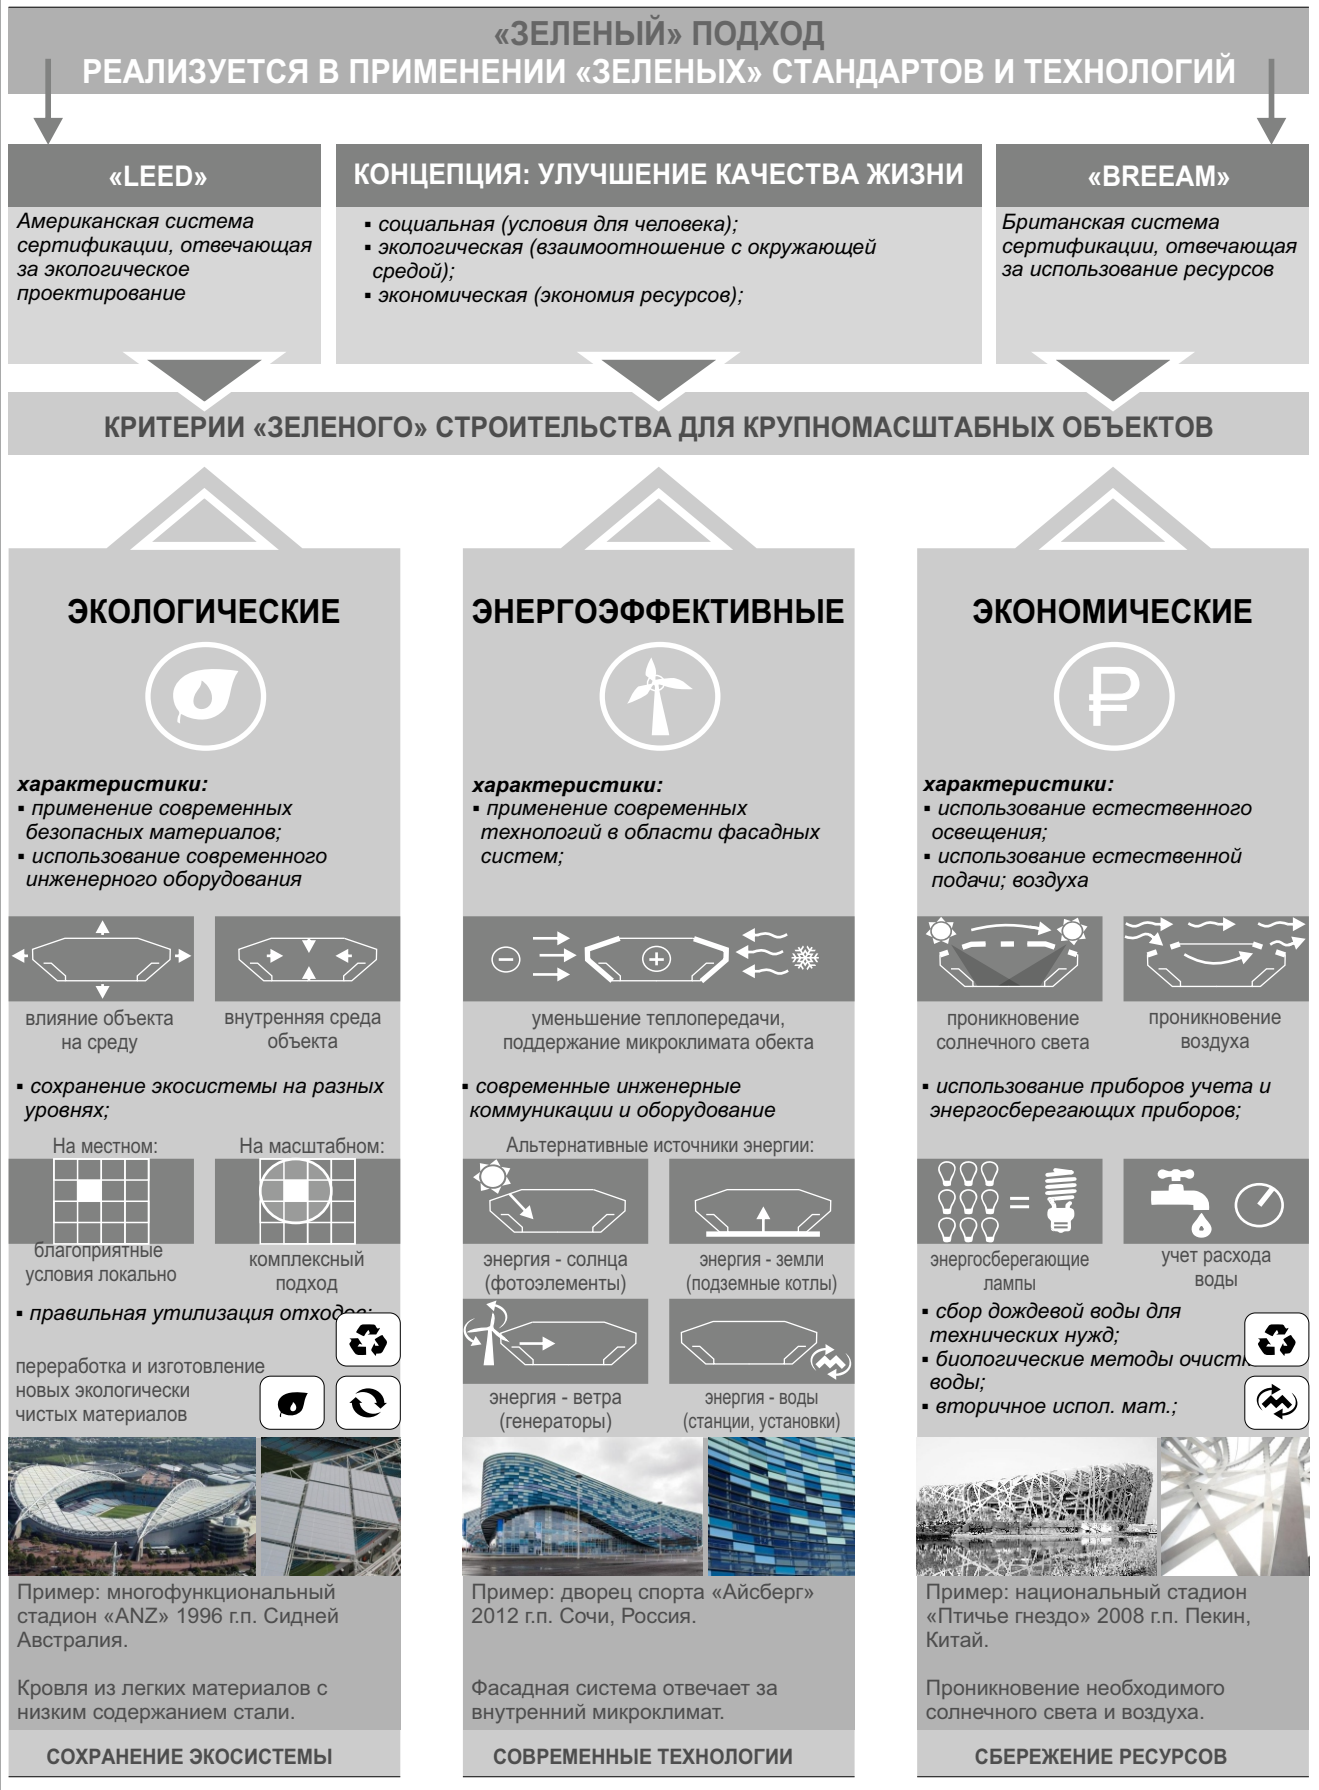 «ЗЕЛЕНЫЙ» ПОДХОД
РЕАЛИЗУЕТСЯ В ПРИМЕНЕНИИ «ЗЕЛЕНЫХ» СТАНДАРТОВ И ТЕХНОЛОГИЙ
«LEED»
Американская система
сертификации, отвечающая
за экологическое
проектирование
КОНЦЕПЦИЯ: УЛУЧШЕНИЕ КАЧЕСТВА ЖИЗНИ
▪ социальная (условия для человека);
▪ экологическая (взаимоотношение с окружающей
средой);
▪ экономическая (экономия ресурсов);
«BREEAM»
Британская система
сертификации, отвечающая
за использование ресурсов
КРИТЕРИИ «ЗЕЛЕНОГО» СТРОИТЕЛЬСТВА ДЛЯ КРУПНОМАСШТАБНЫХ ОБЪЕКТОВ
ЭКОЛОГИЧЕСКИЕ
характеристики:
▪ применение современных
безопасных материалов;
▪ использование современного
инженерного оборудования
влияние объекта
на среду
внутренняя среда
объекта
▪ сохранение экосистемы на разных
уровнях;
На местном:
На масштабном:
благоприятные
условия локально
комплексный
подход
▪ правильная утилизация отходов;
переработка и изготовление
новых экологически
чистых материалов
Пример: многофункциональный
стадион «ANZ» 1996 г.п. Сидней
Австралия.
Кровля из легких материалов с
низким содержанием стали.
СОХРАНЕНИЕ ЭКОСИСТЕМЫ
ЭНЕРГОЭФФЕКТИВНЫЕ
характеристики:
▪ применение современных
технологий в области фасадных
систем;
уменьшение теплопередачи,
поддержание микроклимата обекта
▪ современные инженерные
коммуникации и оборудование
Альтернативные источники энергии:
энергия - солнца
(фотоэлементы)
энергия - земли
(подземные котлы)
энергия - ветра
(генераторы)
энергия - воды
(станции, установки)
Пример: дворец спорта «Айсберг»
2012 г.п. Сочи, Россия.
Фасадная система отвечает за
внутренний микроклимат.
СОВРЕМЕННЫЕ ТЕХНОЛОГИИ
ЭКОНОМИЧЕСКИЕ
₽
характеристики:
▪ использование естественного
освещения;
▪ использование естественной
подачи; воздуха
проникновение
солнечного света
проникновение
воздуха
▪ использование приборов учета и
энергосберегающих приборов;
энергосберегающие
лампы
учет расхода
воды
▪ сбор дождевой воды для
технических нужд;
▪ биологические методы очистки
воды;
▪ вторичное испол. мат.;
Пример: национальный стадион
«Птичье гнездо» 2008 г.п. Пекин,
Китай.
Проникновение необходимого
солнечного света и воздуха.
СБЕРЕЖЕНИЕ РЕСУРСОВ